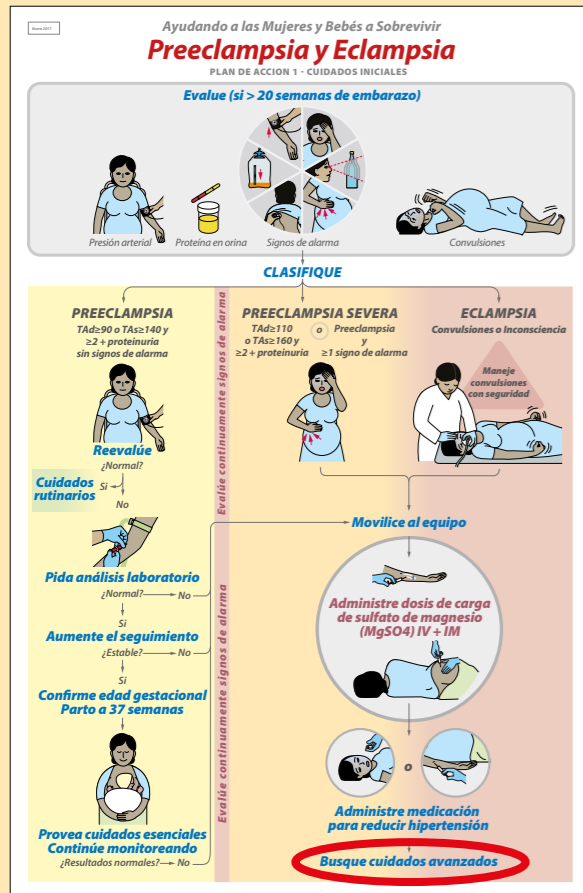 Enero 2017
Ayudando a las Mujeres y Bebés a Sobrevivir
Preeclampsia y Eclampsia
PLAN DE ACCION 1 - CUIDADOS INICIALES
Evalue (si > 20 semanas de embarazo)
Presión arterial
Proteína en orina
Signos de alarma
Convulsiones
CLASIFIQUE
PREECLAMPSIA
TAd≥90 o TAs≥140 y
≥2 + proteinuria
sin signos de alarma
Reevalúe
¿Normal?
Si
Cuidados
rutinarios
No
Pida análisis laboratorio
¿Normal?
No
Si
Aumente el seguimiento
¿Estable?
No
Si
Confirme edad gestacional
Parto a 37 semanas
Provea cuidados esenciales
Continúe monitoreando
¿Resultados normales?
No
Evalúe continuamente signos de alarma
Evalúe continuamente signos de alarma
PREECLAMPSIA SEVERA
TAd≥110
o TAs≥160 y
≥2 + proteinuria
o
Preeclampsia
y
≥1 signo de alarma
ECLAMPSIA
Convulsiones o Inconsciencia
Maneje
convulsiones
con seguridad
Movilice al equipo
Administre dosis de carga
de sulfato de magnesio
(MgSO4) IV + IM
o
Administre medicación
para reducir hipertensión
Busque cuidados avanzados